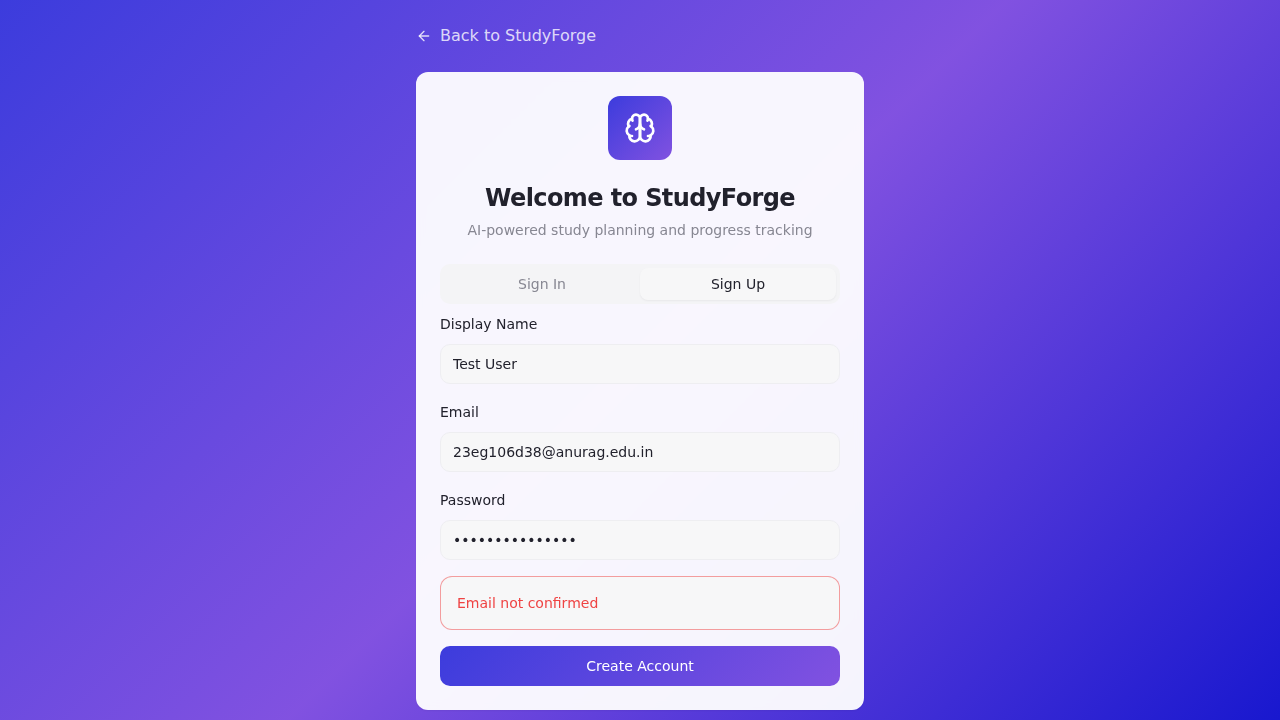 Back to StudyForge
Welcome to StudyForge
AI-powered study planning and progress tracking
Sign In
Sign Up
Display Name
Test User
Email
23eg106d38@anurag.edu.in
Password
•••••••••••••••
Email not confirmed
Create Account